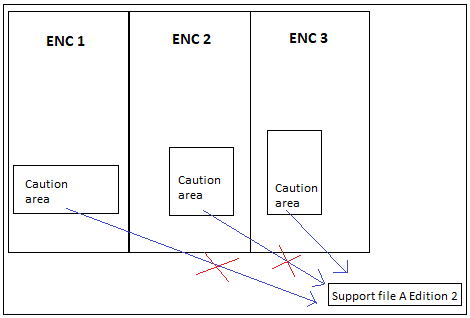 ENC 1
ENC 2
ENC 3
Caution
area
Caution
area
Caution
area
Support file A Edition 2